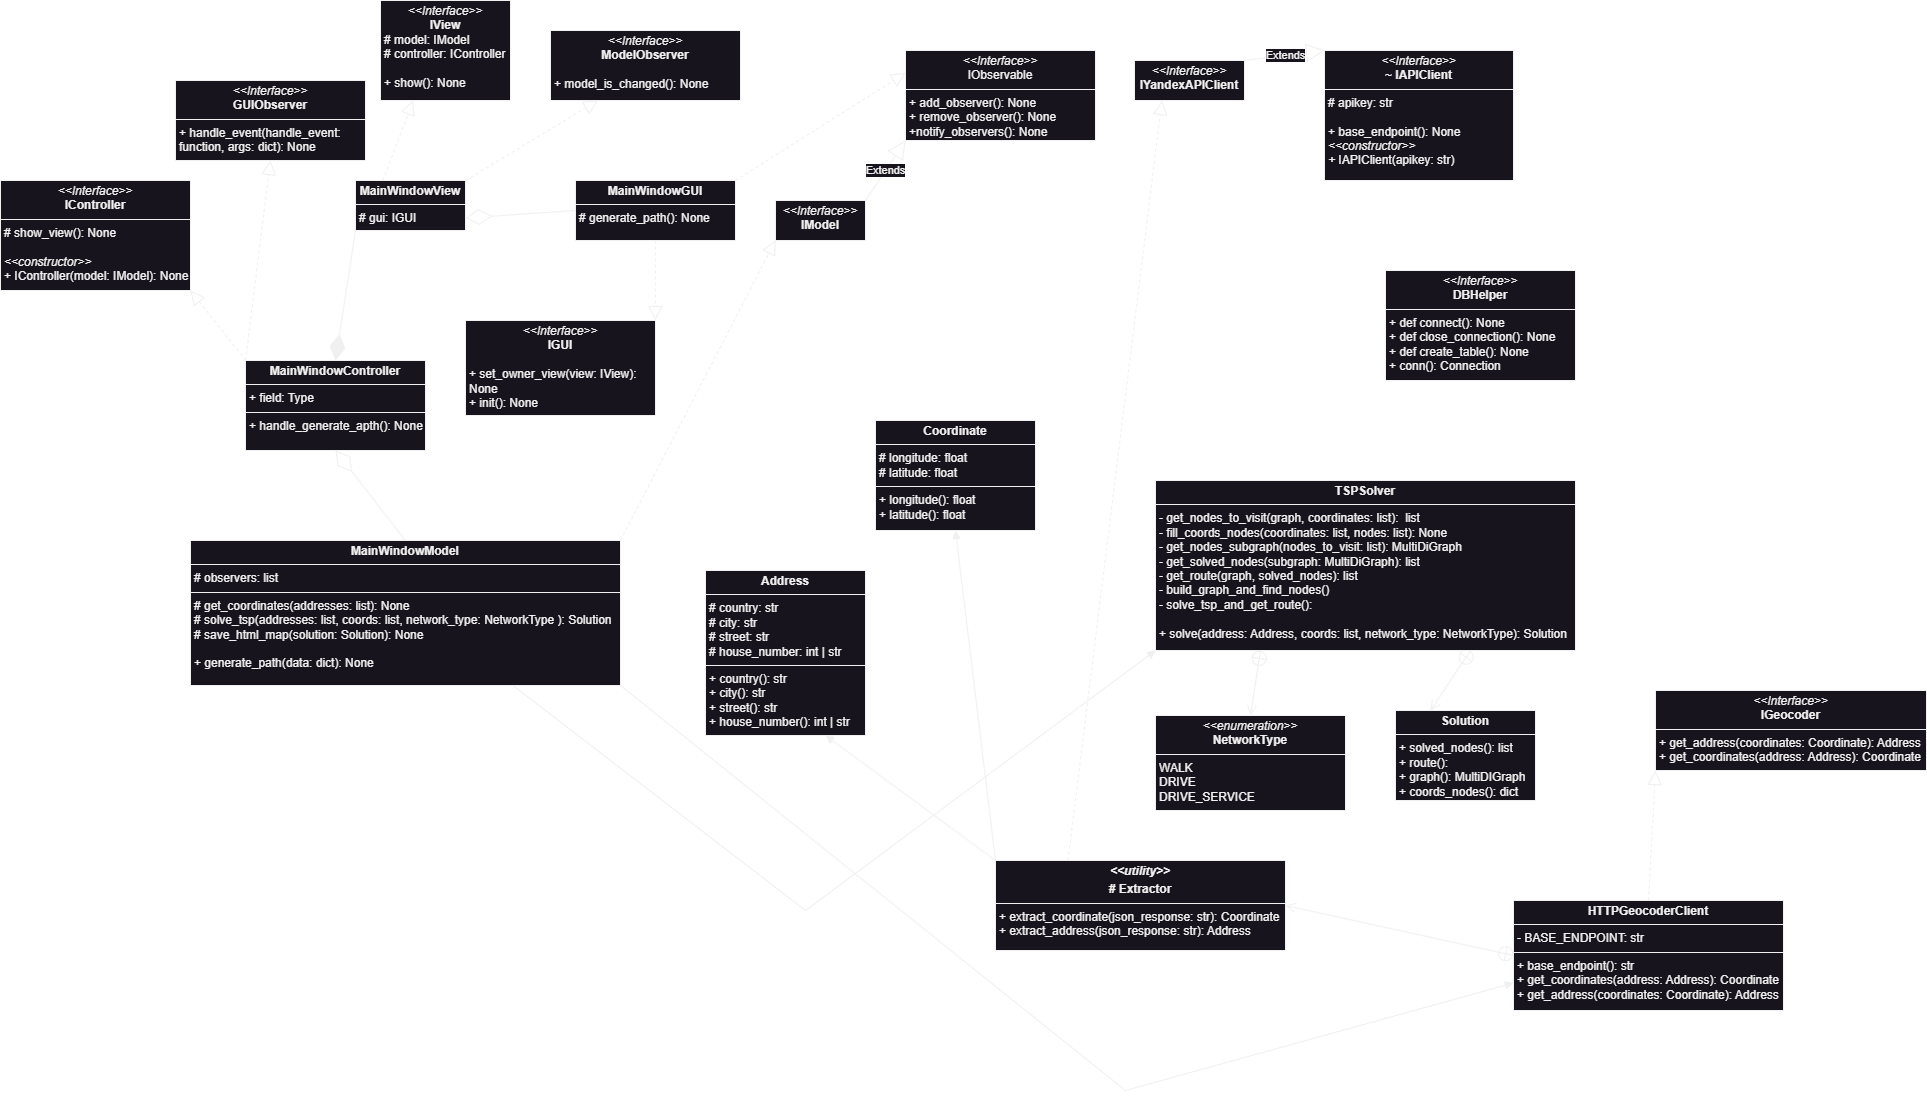 <<Interface>>
IView
# model: IModel
# controller: IController
+ show(): None
<<Interface>>
ModelObserver
+ model_is_changed(): None
<<Interface>>
IObservable
+ add_observer(): None
+ remove_observer(): None
+notify_observers(): None
<<Interface>>
IYandexAPIClient
Extends
<<Interface>>
~ IAPIClient
# apikey: str
+ base_endpoint(): None
<<constructor>>
+ IAPIClient(apikey: str)
<<Interface>>
GUIObserver
+ handle_event(handle_event:
function, args: dict): None
Extends
<<Interface>>
IController
# show_view(): None
<<constructor>>
+ IController(model: IModel): None
MainWindowView
# gui: IGUI
MainWindowGUI
# generate_path(): None
<<Interface>>
IModel
<<Interface>>
DBHelper
+ def connect(): None
+ def close_connection(): None
+ def create_table(): None
+ conn(): Connection
<<Interface>>
IGUI
+ set_owner_view(view: IView):
None
+ init(): None
MainWindowController
+ field: Type
+ handle_generate_apth(): None
Coordinate
# longitude: float
# latitude: float
+ longitude(): float
+ latitude(): float
TSPSolver
- get_nodes_to_visit(graph, coordinates: list):  list
- fill_coords_nodes(coordinates: list, nodes: list): None
- get_nodes_subgraph(nodes_to_visit: list): MultiDiGraph
- get_solved_nodes(subgraph: MultiDiGraph): list
- get_route(graph, solved_nodes): list
- build_graph_and_find_nodes()
- solve_tsp_and_get_route():
+ solve(address: Address, coords: list, network_type: NetworkType): Solution
MainWindowModel
# observers: list
# get_coordinates(addresses: list): None
# solve_tsp(addresses: list, coords: list, network_type: NetworkType ): Solution
# save_html_map(solution: Solution): None
+ generate_path(data: dict): None
Address
# country: str
# city: str
# street: str
# house_number: int | str
+ country(): str
+ city(): str
+ street(): str
+ house_number(): int | str
<<enumeration>>
NetworkType
WALK
DRIVE
DRIVE_SERVICE
Solution
+ solved_nodes(): list
+ route():
+ graph(): MultiDIGraph
+ coords_nodes(): dict
<<Interface>>
IGeocoder
+ get_address(coordinates: Coordinate): Address
+ get_coordinates(address: Address): Coordinate
<<utility>>
# Extractor
+ extract_coordinate(json_response: str): Coordinate
+ extract_address(json_response: str): Address
HTTPGeocoderClient
- BASE_ENDPOINT: str
+ base_endpoint(): str
+ get_coordinates(address: Address): Coordinate
+ get_address(coordinates: Coordinate): Address